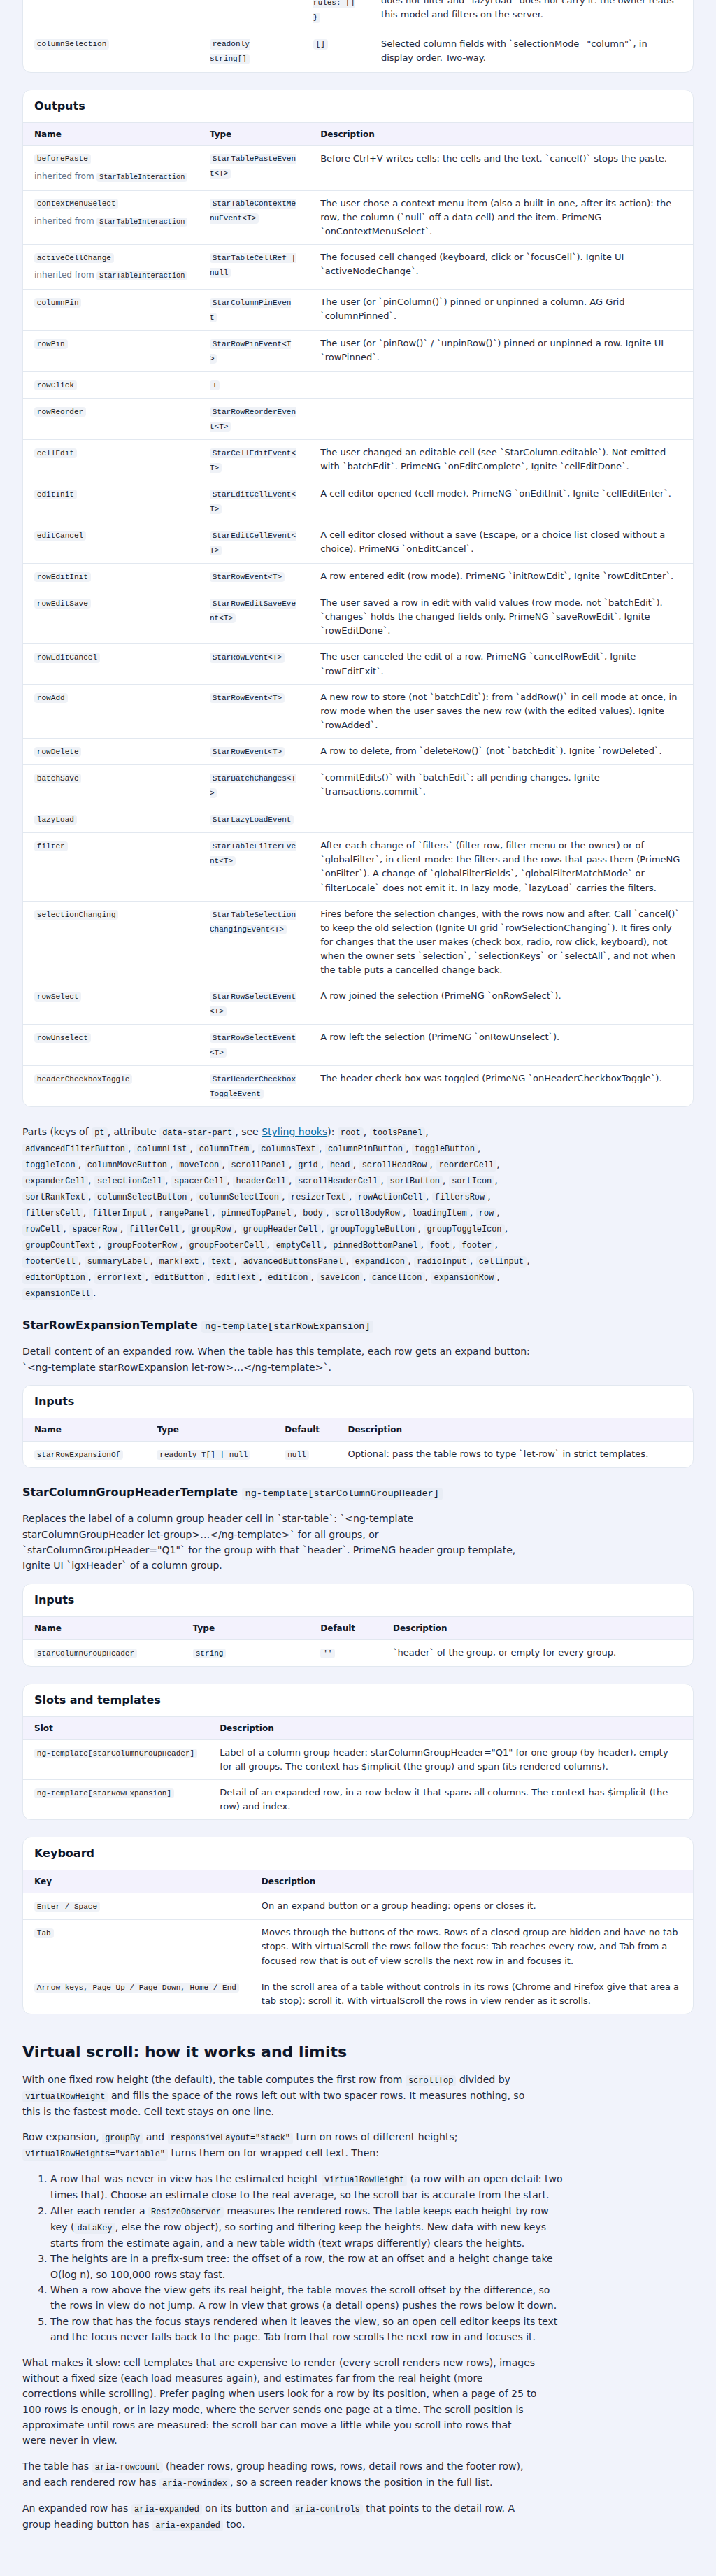 rules: []
}
does not filter and `lazyLoad` does not carry it: the owner reads
this model and filters on the server.
columnSelection
readonly
string[]
[]
Selected column fields with `selectionMode="column"`, in
display order. Two-way.
Outputs
Name Type Description
beforePaste
inherited from StarTableInteraction
StarTablePasteEven
t<T>
Before Ctrl+V writes cells: the cells and the text. `cancel()` stops the paste.
contextMenuSelect
inherited from StarTableInteraction
StarTableContextMe
nuEvent<T>
The user chose a context menu item (also a built-in one, after its action): the
row, the column (`null` off a data cell) and the item. PrimeNG
`onContextMenuSelect`.
activeCellChange
inherited from StarTableInteraction
StarTableCellRef |
null
The focused cell changed (keyboard, click or `focusCell`). Ignite UI
`activeNodeChange`.
columnPin
StarColumnPinEven
t
The user (or `pinColumn()`) pinned or unpinned a column. AG Grid
`columnPinned`.
rowPin
StarRowPinEvent<T
>
The user (or `pinRow()` / `unpinRow()`) pinned or unpinned a row. Ignite UI
`rowPinned`.
rowClick
T
rowReorder
StarRowReorderEven
t<T>
cellEdit
StarCellEditEvent<
T>
The user changed an editable cell (see `StarColumn.editable`). Not emitted
with `batchEdit`. PrimeNG `onEditComplete`, Ignite `cellEditDone`.
editInit
StarEditCellEvent<
T>
A cell editor opened (cell mode). PrimeNG `onEditInit`, Ignite `cellEditEnter`.
editCancel
StarEditCellEvent<
T>
A cell editor closed without a save (Escape, or a choice list closed without a
choice). PrimeNG `onEditCancel`.
rowEditInit
StarRowEvent<T>
A row entered edit (row mode). PrimeNG `initRowEdit`, Ignite `rowEditEnter`.
rowEditSave
StarRowEditSaveEve
nt<T>
The user saved a row in edit with valid values (row mode, not `batchEdit`).
`changes` holds the changed fields only. PrimeNG `saveRowEdit`, Ignite
`rowEditDone`.
rowEditCancel
StarRowEvent<T>
The user canceled the edit of a row. PrimeNG `cancelRowEdit`, Ignite
`rowEditExit`.
rowAdd
StarRowEvent<T>
A new row to store (not `batchEdit`): from `addRow()` in cell mode at once, in
row mode when the user saves the new row (with the edited values). Ignite
`rowAdded`.
rowDelete
StarRowEvent<T>
A row to delete, from `deleteRow()` (not `batchEdit`). Ignite `rowDeleted`.
batchSave
StarBatchChanges<T
>
`commitEdits()` with `batchEdit`: all pending changes. Ignite
`transactions.commit`.
lazyLoad
StarLazyLoadEvent
filter
StarTableFilterEve
nt<T>
After each change of `filters` (filter row, filter menu or the owner) or of
`globalFilter`, in client mode: the filters and the rows that pass them (PrimeNG
`onFilter`). A change of `globalFilterFields`, `globalFilterMatchMode` or
`filterLocale` does not emit it. In lazy mode, `lazyLoad` carries the filters.
selectionChanging
StarTableSelection
ChangingEvent<T>
Fires before the selection changes, with the rows now and after. Call `cancel()`
to keep the old selection (Ignite UI grid `rowSelectionChanging`). It fires only
for changes that the user makes (check box, radio, row click, keyboard), not
when the owner sets `selection`, `selectionKeys` or `selectAll`, and not when
the table puts a cancelled change back.
rowSelect
StarRowSelectEvent
<T>
A row joined the selection (PrimeNG `onRowSelect`).
rowUnselect
StarRowSelectEvent
<T>
A row left the selection (PrimeNG `onRowUnselect`).
headerCheckboxToggle
StarHeaderCheckbox
ToggleEvent
The header check box was toggled (PrimeNG `onHeaderCheckboxToggle`).
Parts (keys of pt, attribute data-star-part, see Styling hooks): root, toolsPanel,
advancedFilterButton, columnList, columnItem, columnsText, columnPinButton, toggleButton,
toggleIcon, columnMoveButton, moveIcon, scrollPanel, grid, head, scrollHeadRow, reorderCell,
expanderCell, selectionCell, spacerCell, headerCell, scrollHeaderCell, sortButton, sortIcon,
sortRankText, columnSelectButton, columnSelectIcon, resizerText, rowActionCell, filtersRow,
filtersCell, filterInput, rangePanel, pinnedTopPanel, body, scrollBodyRow, loadingItem, row,
rowCell, spacerRow, fillerCell, groupRow, groupHeaderCell, groupToggleButton, groupToggleIcon,
groupCountText, groupFooterRow, groupFooterCell, emptyCell, pinnedBottomPanel, foot, footer,
footerCell, summaryLabel, markText, text, advancedButtonsPanel, expandIcon, radioInput, cellInput,
editorOption, errorText, editButton, editText, editIcon, saveIcon, cancelIcon, expansionRow,
expansionCell.
StarRowExpansionTemplate ng-template[starRowExpansion]
Detail content of an expanded row. When the table has this template, each row gets an expand button:
`<ng-template starRowExpansion let-row>…</ng-template>`.
Inputs
Name Type Default Description
starRowExpansionOf readonly T[] | null null Optional: pass the table rows to type `let-row` in strict templates.
StarColumnGroupHeaderTemplate ng-template[starColumnGroupHeader]
Replaces the label of a column group header cell in `star-table`: `<ng-template
starColumnGroupHeader let-group>…</ng-template>` for all groups, or
`starColumnGroupHeader="Q1"` for the group with that `header`. PrimeNG header group template,
Ignite UI `igxHeader` of a column group.
Inputs
Name Type Default Description
starColumnGroupHeader string '' `header` of the group, or empty for every group.
Slots and templates
Slot Description
ng-template[starColumnGroupHeader]
Label of a column group header: starColumnGroupHeader="Q1" for one group (by header), empty
for all groups. The context has $implicit (the group) and span (its rendered columns).
ng-template[starRowExpansion]
Detail of an expanded row, in a row below it that spans all columns. The context has $implicit (the
row) and index.
Keyboard
Key Description
Enter / Space On an expand button or a group heading: opens or closes it.
Tab
Moves through the buttons of the rows. Rows of a closed group are hidden and have no tab
stops. With virtualScroll the rows follow the focus: Tab reaches every row, and Tab from a
focused row that is out of view scrolls the next row in and focuses it.
Arrow keys, Page Up / Page Down, Home / End
In the scroll area of a table without controls in its rows (Chrome and Firefox give that area a
tab stop): scroll it. With virtualScroll the rows in view render as it scrolls.
Virtual scroll: how it works and limits
With one fixed row height (the default), the table computes the first row from scrollTop divided by
virtualRowHeight and fills the space of the rows left out with two spacer rows. It measures nothing, so
this is the fastest mode. Cell text stays on one line.
Row expansion, groupBy and responsiveLayout="stack" turn on rows of different heights;
virtualRowHeights="variable" turns them on for wrapped cell text. Then:
1. A row that was never in view has the estimated height virtualRowHeight (a row with an open detail: two
times that). Choose an estimate close to the real average, so the scroll bar is accurate from the start.
2. After each render a ResizeObserver measures the rendered rows. The table keeps each height by row
key (dataKey, else the row object), so sorting and filtering keep the heights. New data with new keys
starts from the estimate again, and a new table width (text wraps differently) clears the heights.
3. The heights are in a prefix-sum tree: the offset of a row, the row at an offset and a height change take
O(log n), so 100,000 rows stay fast.
4. When a row above the view gets its real height, the table moves the scroll offset by the difference, so
the rows in view do not jump. A row in view that grows (a detail opens) pushes the rows below it down.
5. The row that has the focus stays rendered when it leaves the view, so an open cell editor keeps its text
and the focus never falls back to the page. Tab from that row scrolls the next row in and focuses it.
What makes it slow: cell templates that are expensive to render (every scroll renders new rows), images
without a fixed size (each load measures again), and estimates far from the real height (more
corrections while scrolling). Prefer paging when users look for a row by its position, when a page of 25 to
100 rows is enough, or in lazy mode, where the server sends one page at a time. The scroll position is
approximate until rows are measured: the scroll bar can move a little while you scroll into rows that
were never in view.
The table has aria-rowcount (header rows, group heading rows, rows, detail rows and the footer row),
and each rendered row has aria-rowindex, so a screen reader knows the position in the full list.
An expanded row has aria-expanded on its button and aria-controls that points to the detail row. A
group heading button has aria-expanded too.